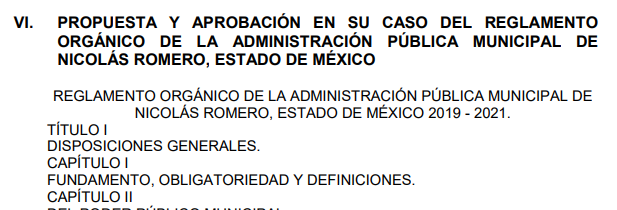 VI. PROPUESTA Y APROBACIÓN EN SU CASO DEL REGLAMENTO
ORGÁNICO DE LA ADMINISTRACIÓN PÚBLICA MUNICIPAL DE
NICOLÁS ROMERO, ESTADO DE MÉXICO
REGLAMENTO ORGÁNICO DE LA ADMINISTRACIÓN PÚBLICA MUNICIPAL DE
NICOLÁS ROMERO, ESTADO DE MÉXICO 2019 - 2021.
TÍTULO I
DISPOSICIONES GENERALES.
CAPÍTULO I
FUNDAMENTO, OBLIGATORIEDAD Y DEFINICIONES.
CAPÍTULO II
DEL PODER PÚBLICO MUNICIPAL